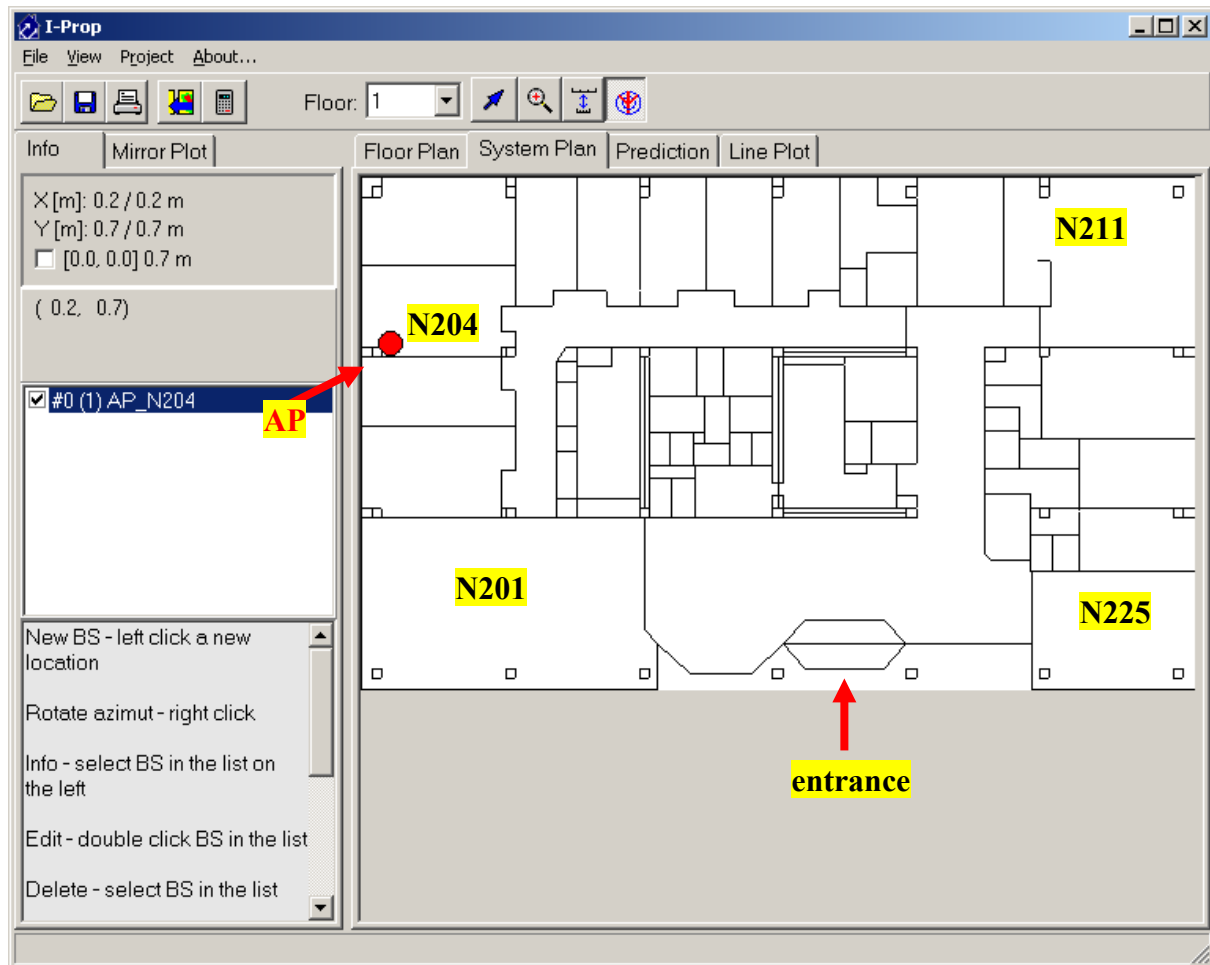 I-Prop
File View Project About...
Floor: 1
Info Mirror Plot
Floor Plan System Plan Prediction Line Plot
X [m]: 0.2 / 0.2 m
Y [m]: 0.7 / 0.7 m
[0.0, 0.0] 0.7 m
( 0.2, 0.7)
#0 (1) AP_N204
New BS - left click a new
location
Rotate azimut - right click
Info - select BS in the list on
the left
Edit - double click BS in the list
Delete - select BS in the list
N211
N204
AP
N201
N225
entrance